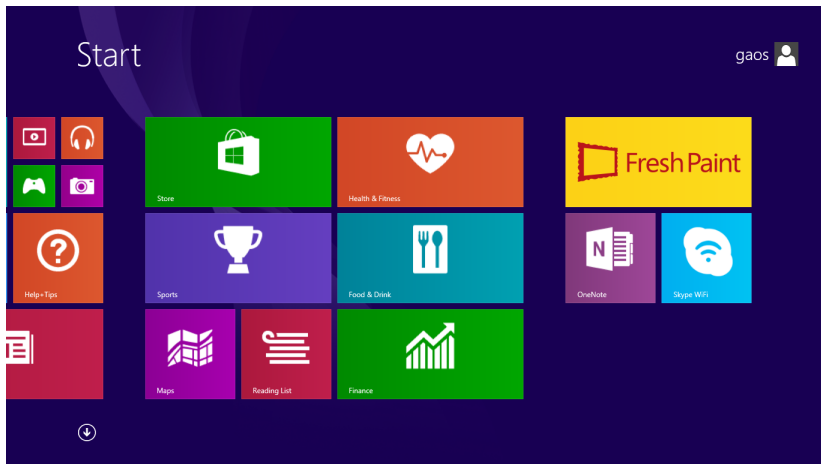 Start
gaos
Store
Health & Fitness
Fresh Paint
Help+Tips
Sports
Food & Drink
N
OneNote
Skype WiFi
Maps
Reading List
Finance